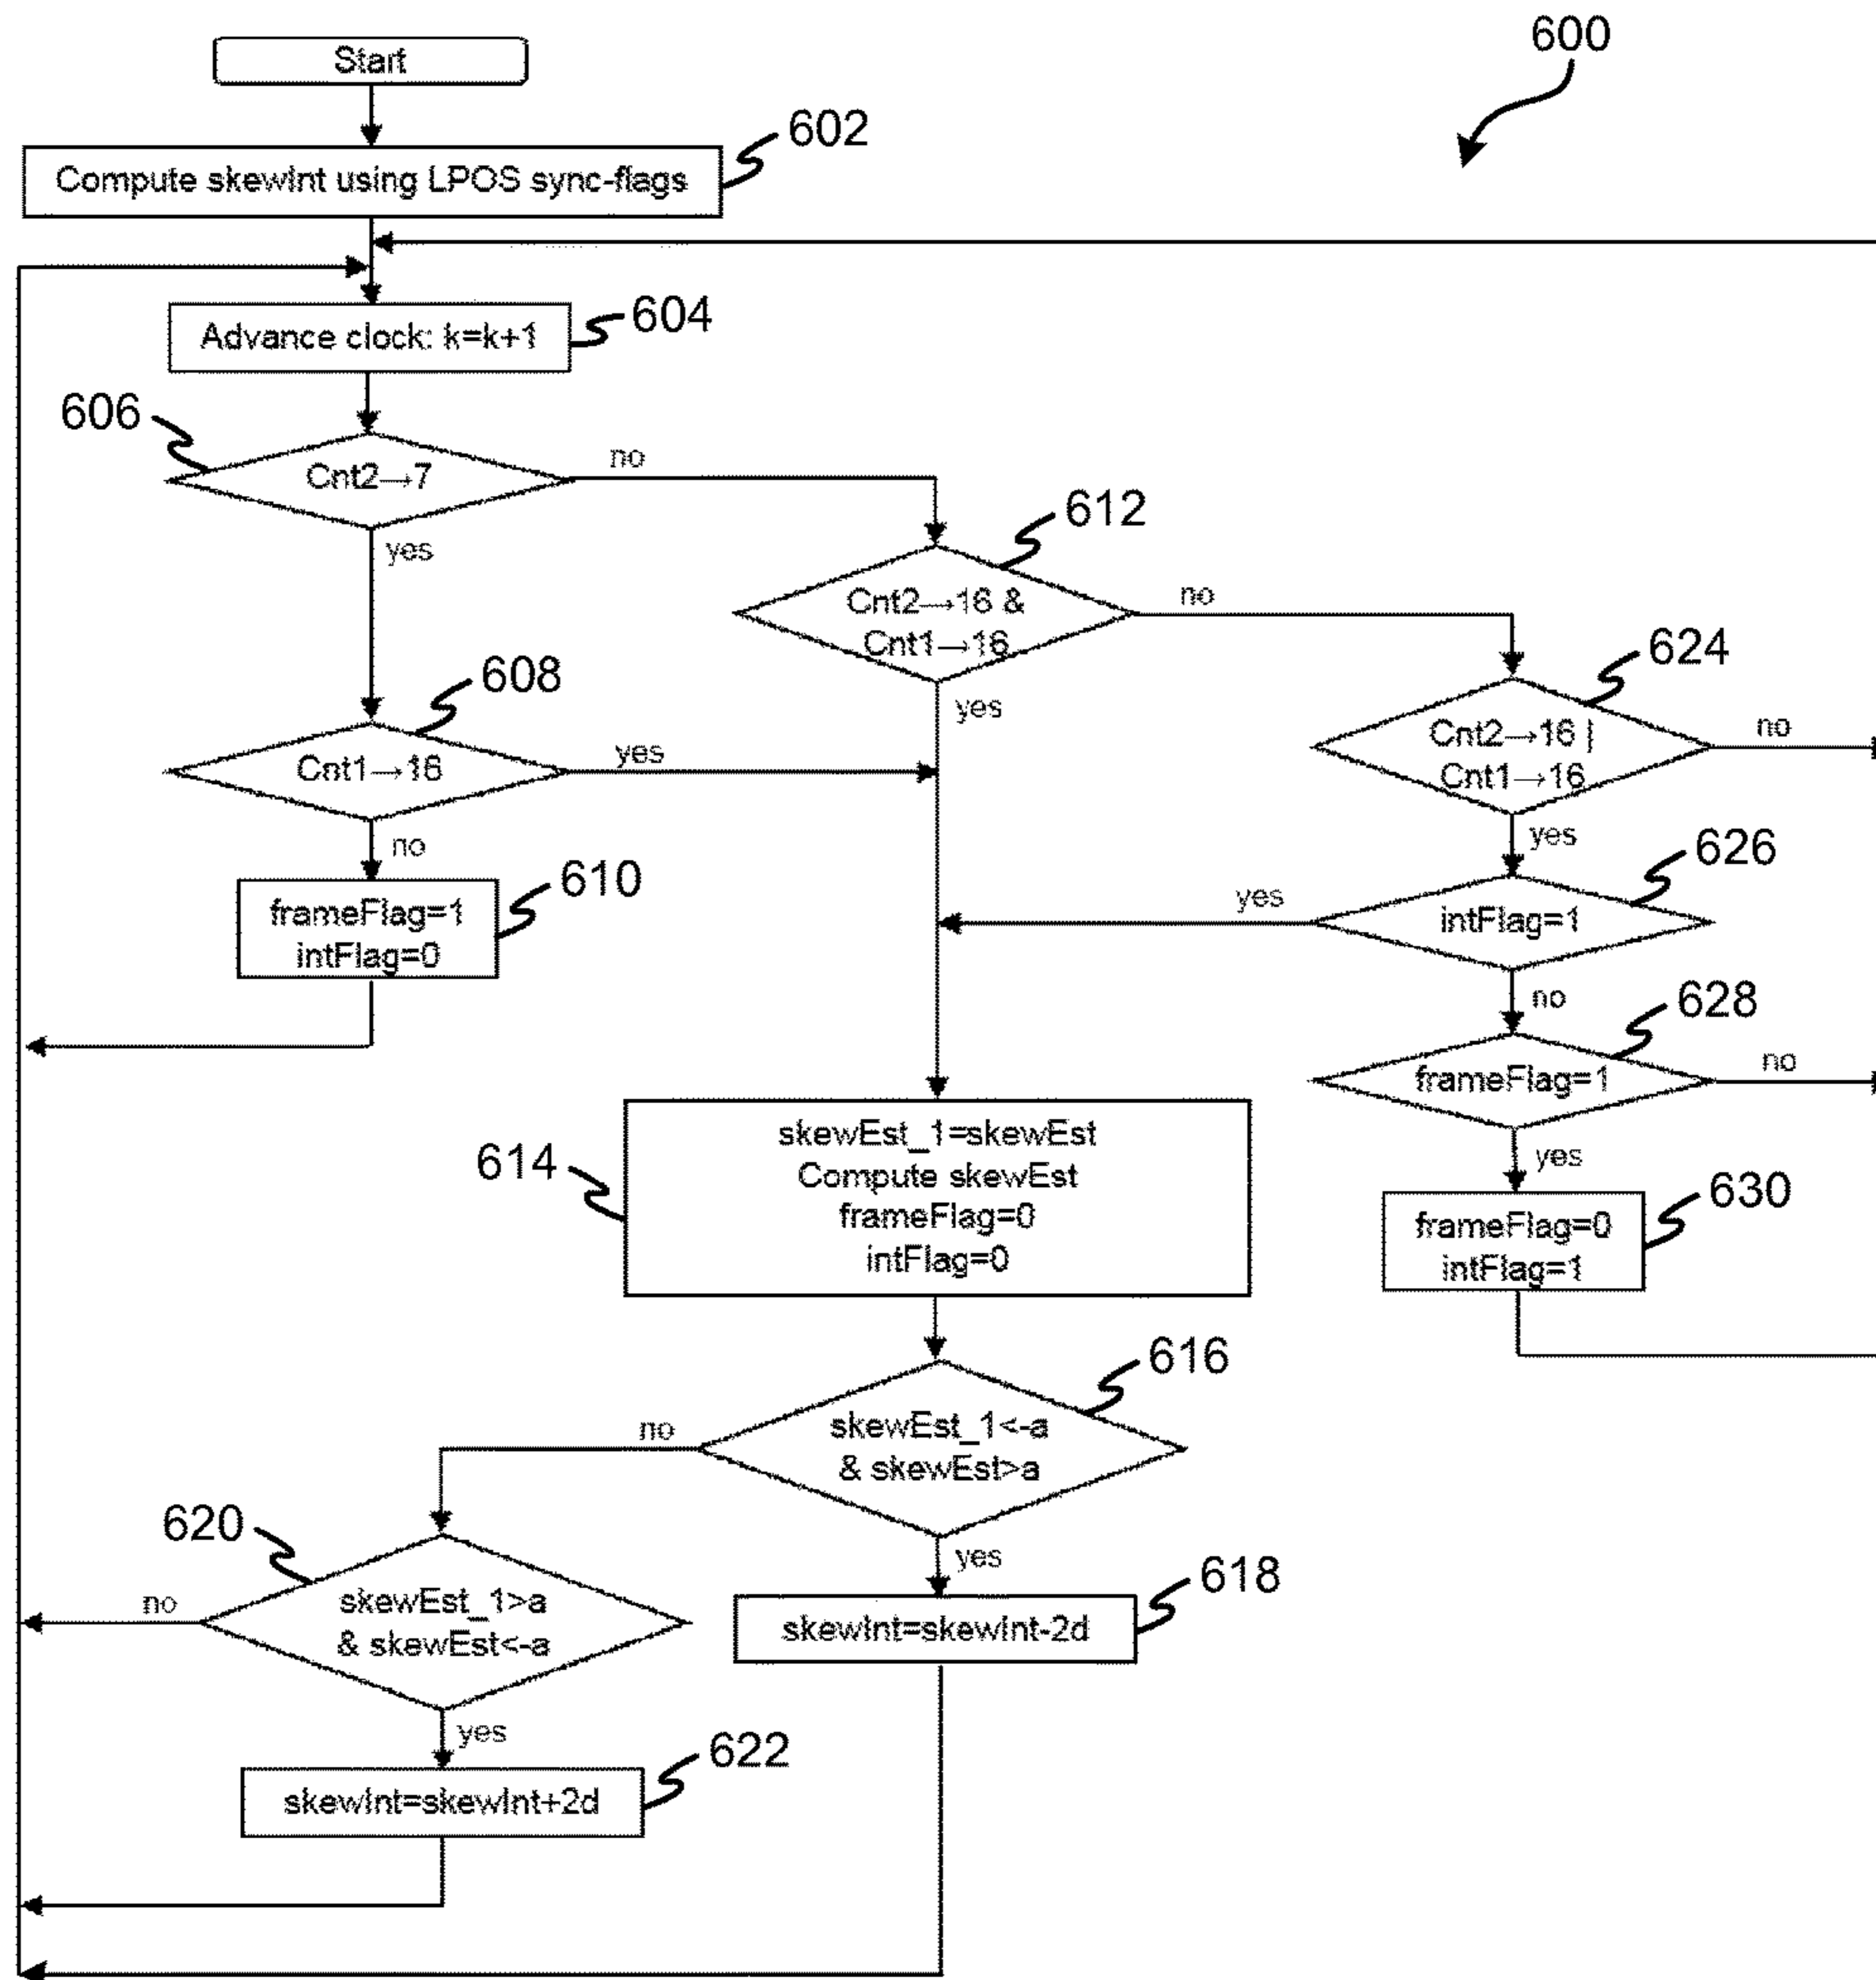 600
Start
602
Compute skewInt using LPOS sync-flags
604
Advance clock: k=k+1
606
Cnt2→7
no
yes
612
Cnt2→16 &
Cnt1→16
no
yes
608
Cnt1→16
yes
no
610
frameFlag=1
intFlag=0
624
Cnt2→16 |
Cnt1→16
no
yes
626
intFlag=1
yes
no
628
frameFlag=1
no
yes
630
frameFlag=0
intFlag=1
614
skewEst_1=skewEst
Compute skewEst
frameFlag=0
intFlag=0
616
skewEst_1<-a
& skewEst>a
no
yes
618
skewInt=skewInt-2d
620
skewEst_1>a
& skewEst<-a
no
yes
622
skewInt=skewInt+2d